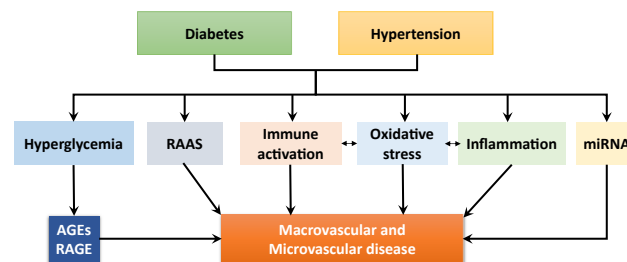 Diabetes
Hypertension
Hyperglycemia
RAAS
Immune
activation
Oxidative
stress
Inflammation
miRNA
AGEs
RAGE
Macrovascular and
Microvascular disease